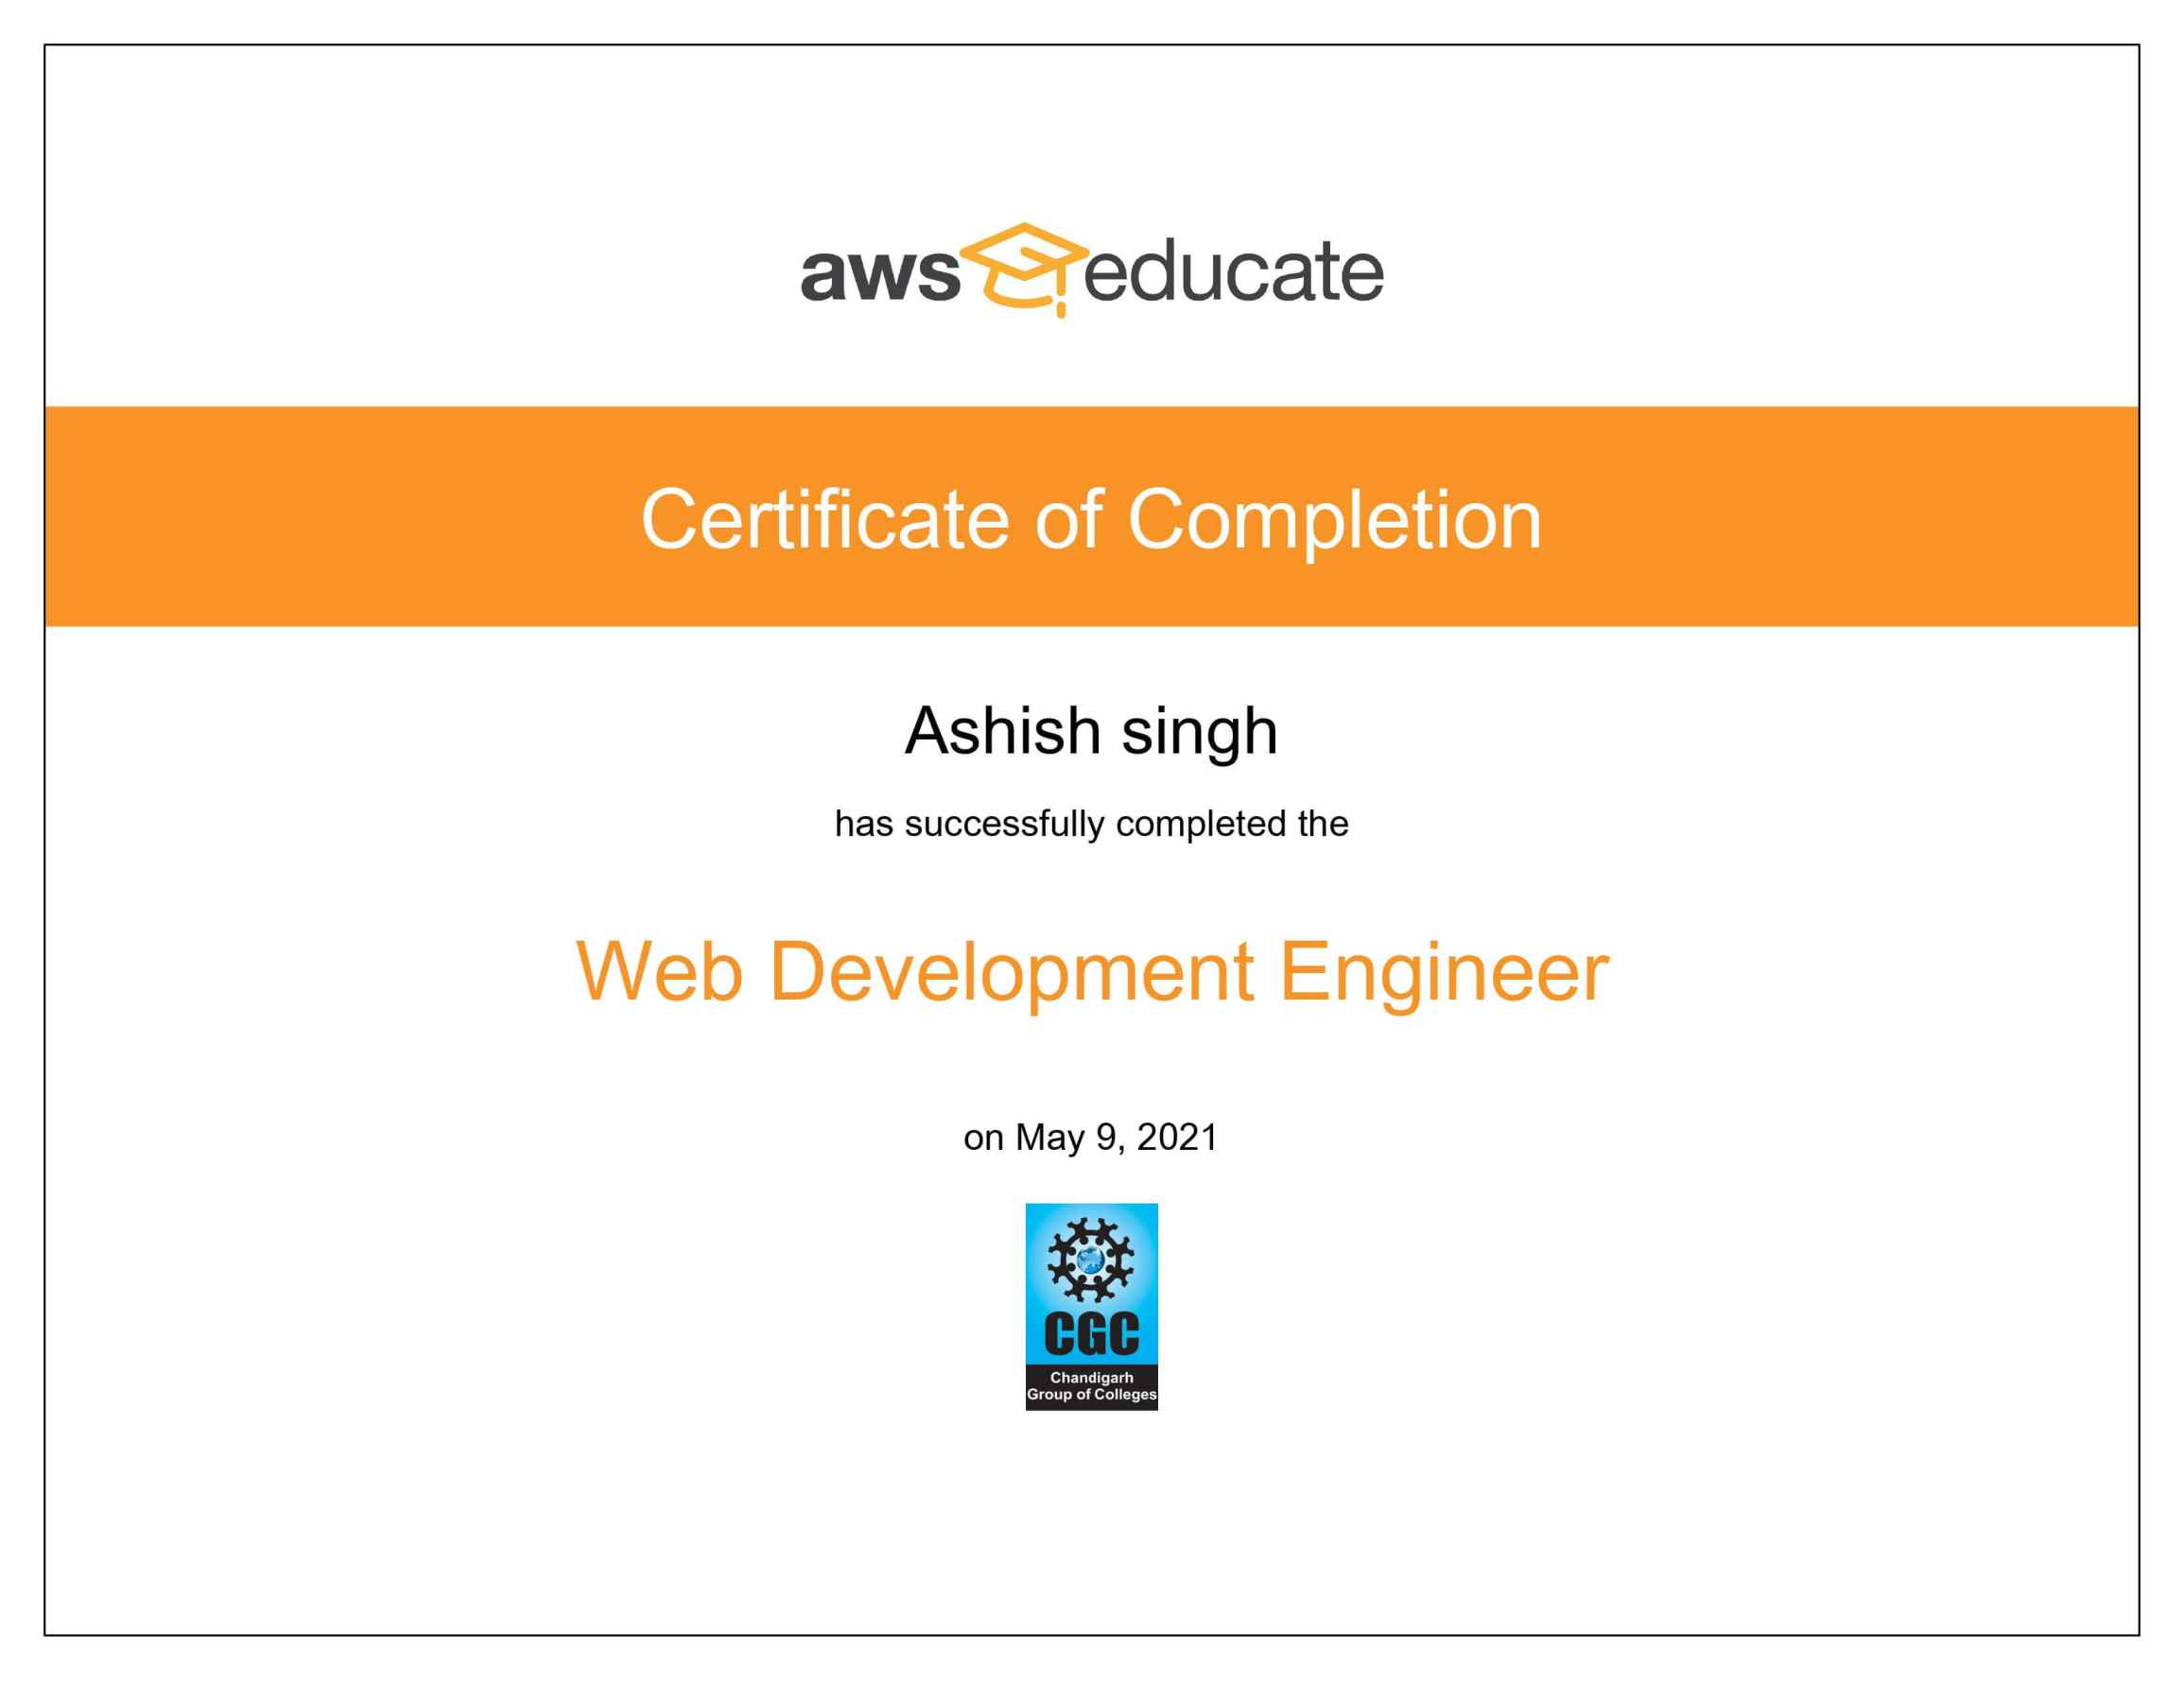 aws educate
Certificate of Completion
Ashish singh
has successfully completed the
Web Development Engineer
on May 9, 2021
CGC
Chandigarh
Group of Colleges